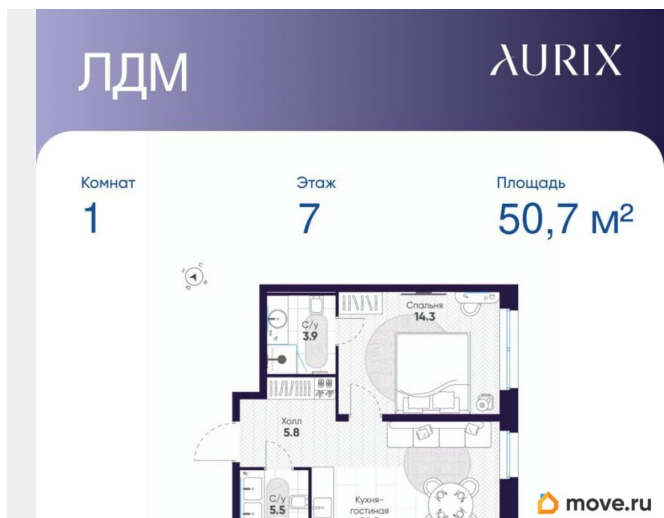 ЛДМ
AURIX
Комнат
Этаж
Площадь
1
7
50,7 м²
Спальня
14.3
С/у
3.9
Холл
5.8
С/у
5.5
Кухня-
гостиная
move.ru